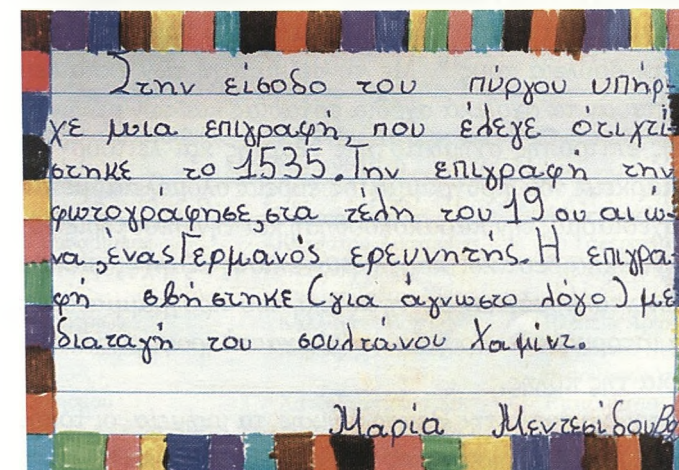 Στην είσοδο του πύργου υπήρ-
χε μια επιγραφή, που έλεγε ότι χτί-
στηκε το 1535. Την επιγραφή την
φωτογράφησε, στα τέλη του 19ου αιώ-
να, ένας Γερμανός ερευνητής. Η επιγρα-
φή σβήστηκε (για άγνωστο λόγο) με
διαταγή του σουλτάνου Χαμίντ.
Μαρία